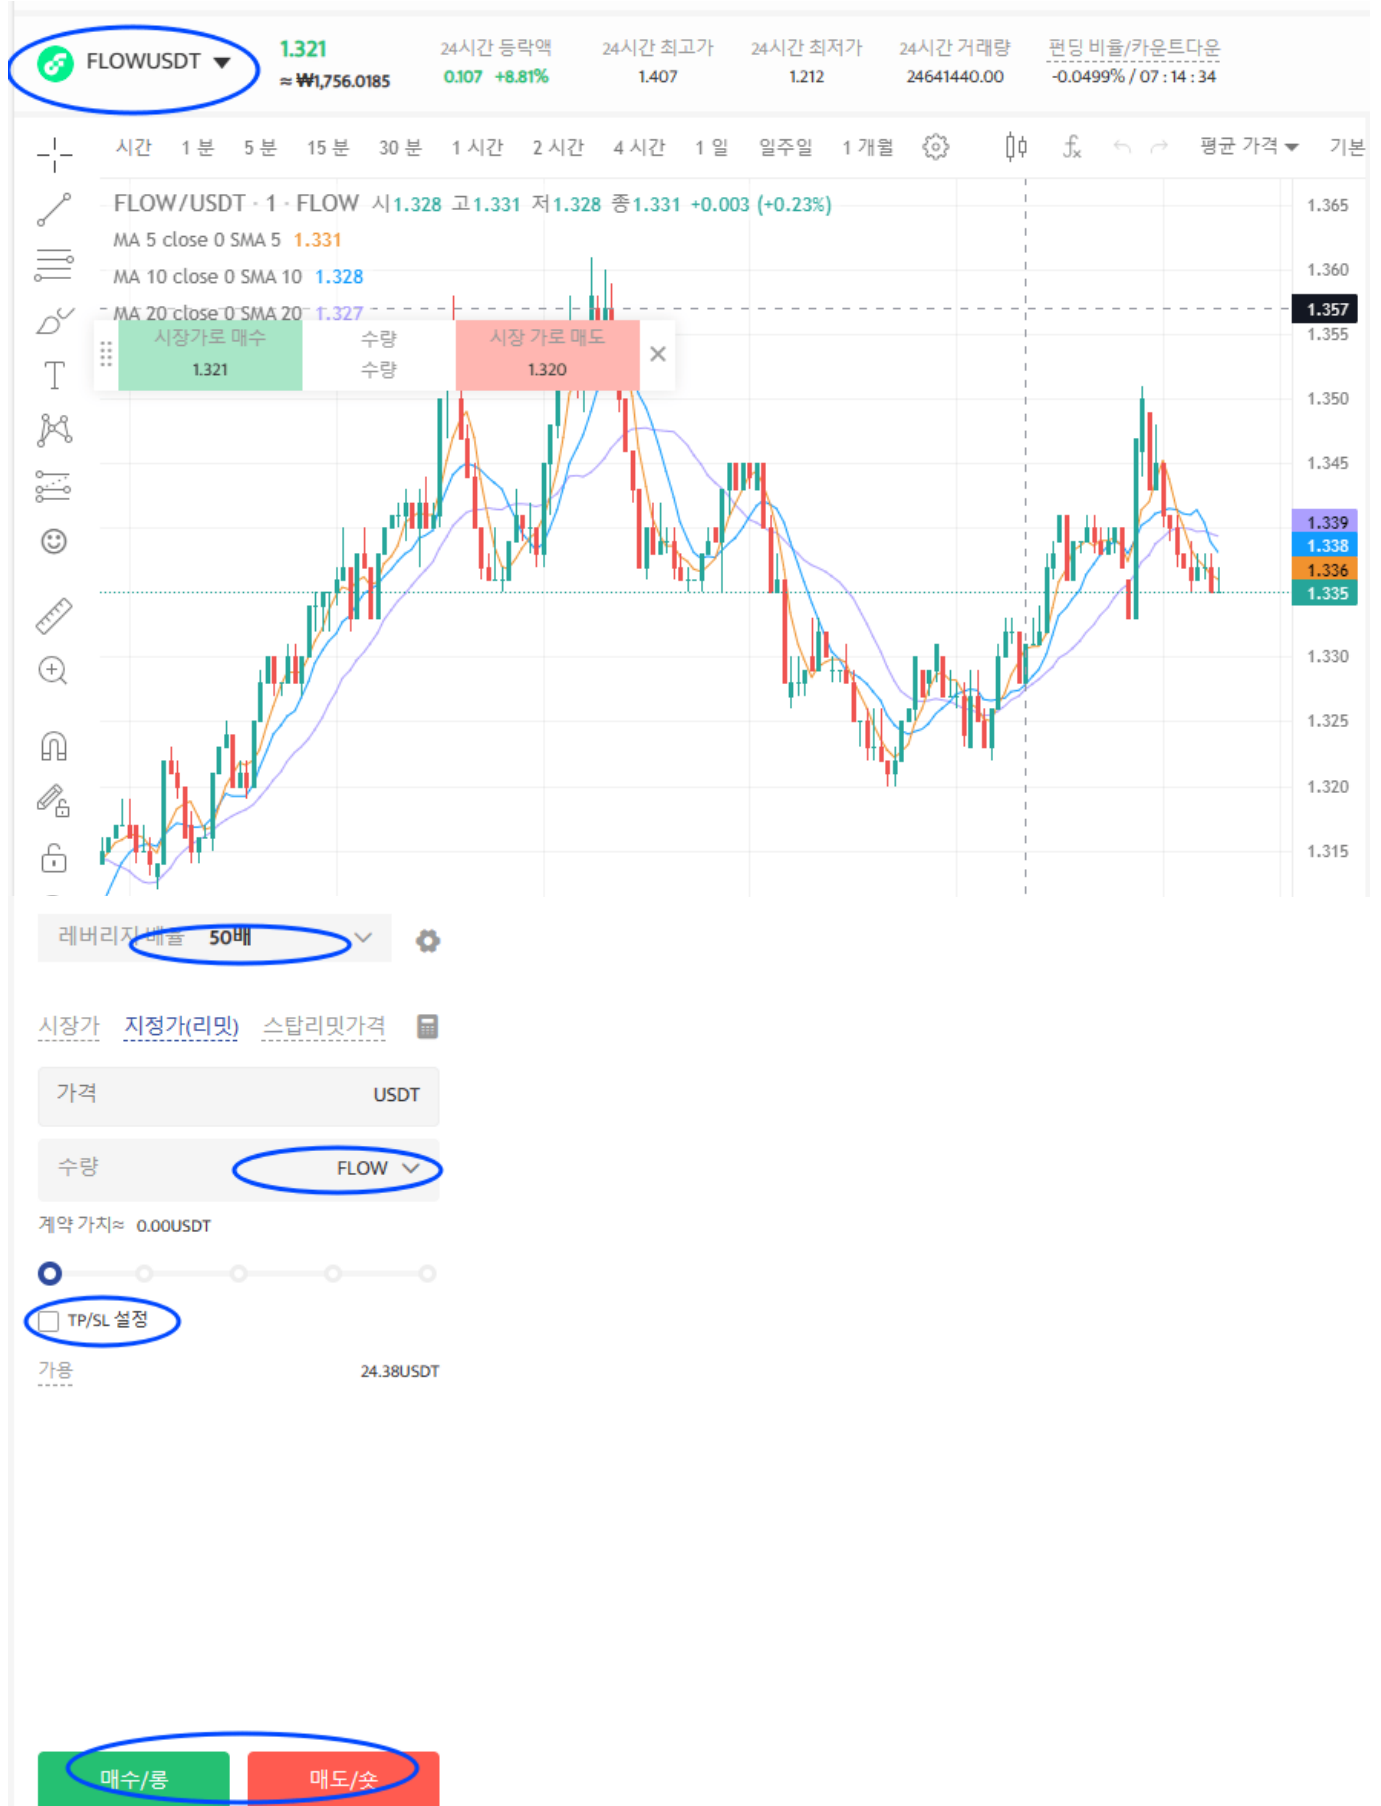 FLOWUSDT
1.321
≈ ₩1,756.0185
24시간 등락액
0.107 +8.81%
24시간 최고가
1.407
24시간 최저가
1.212
24시간 거래량
24641440.00
펀딩 비율/카운트다운
-0.0499% / 07 : 14 : 34
시간 1 분 5 분 15 분 30 분 1 시간 2 시간 4 시간 1 일 일주일 1 개월 평균 가격 기본
FLOW/USDT · 1 · FLOW 시1.328 고1.331 저1.328 종1.331 +0.003 (+0.23%)
MA 5 close 0 SMA 5 1.331
MA 10 close 0 SMA 10 1.328
MA 20 close 0 SMA 20 1.327
시장가로 매수
1.321
수량
수량
시장 가로 매도
1.320
1.365
1.360
1.357
1.355
1.350
1.345
1.339
1.338
1.336
1.335
1.330
1.325
1.320
1.315
레버리지 배율 50배
시장가 지정가(리밋) 스탑리밋가격
가격 USDT
수량 FLOW
계약 가치≈ 0.00USDT
TP/SL 설정
가용 24.38USDT
매수/롱 매도/숏